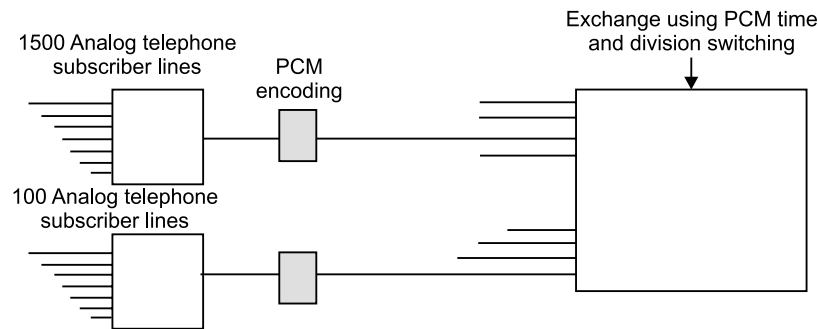 Exchange using PCM time
and division switching
1500 Analog telephone
subscriber lines
PCM
encoding
100 Analog telephone
subscriber lines